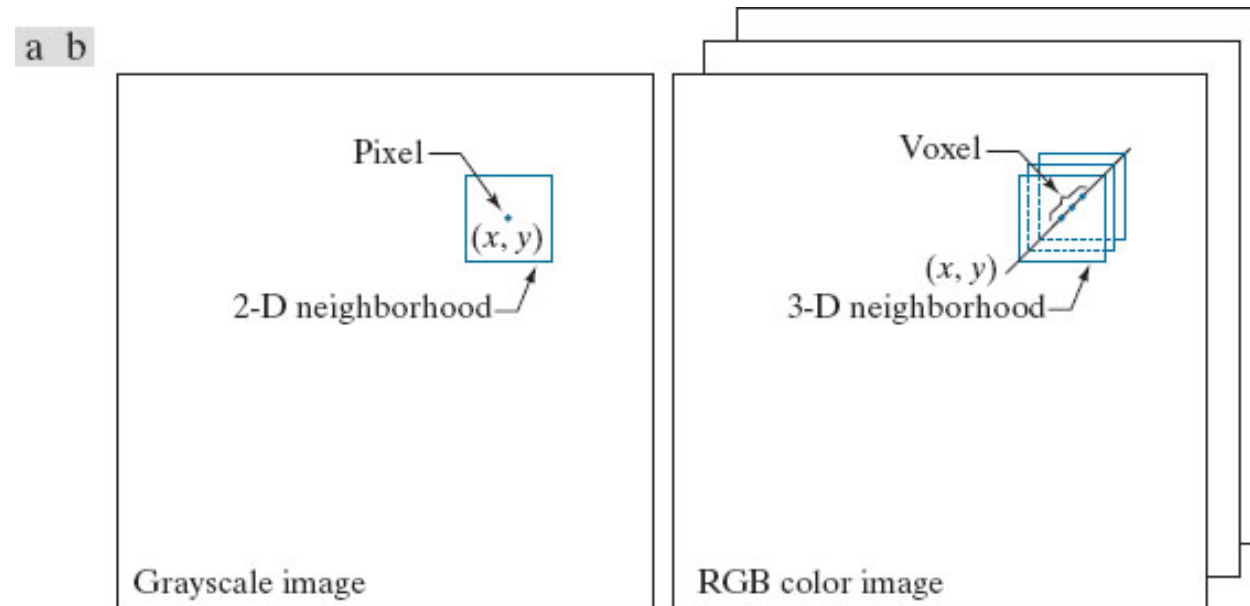 a b
Pixel
(x, y)
2-D neighborhood
Grayscale image
Voxel
(x, y)
3-D neighborhood
RGB color image